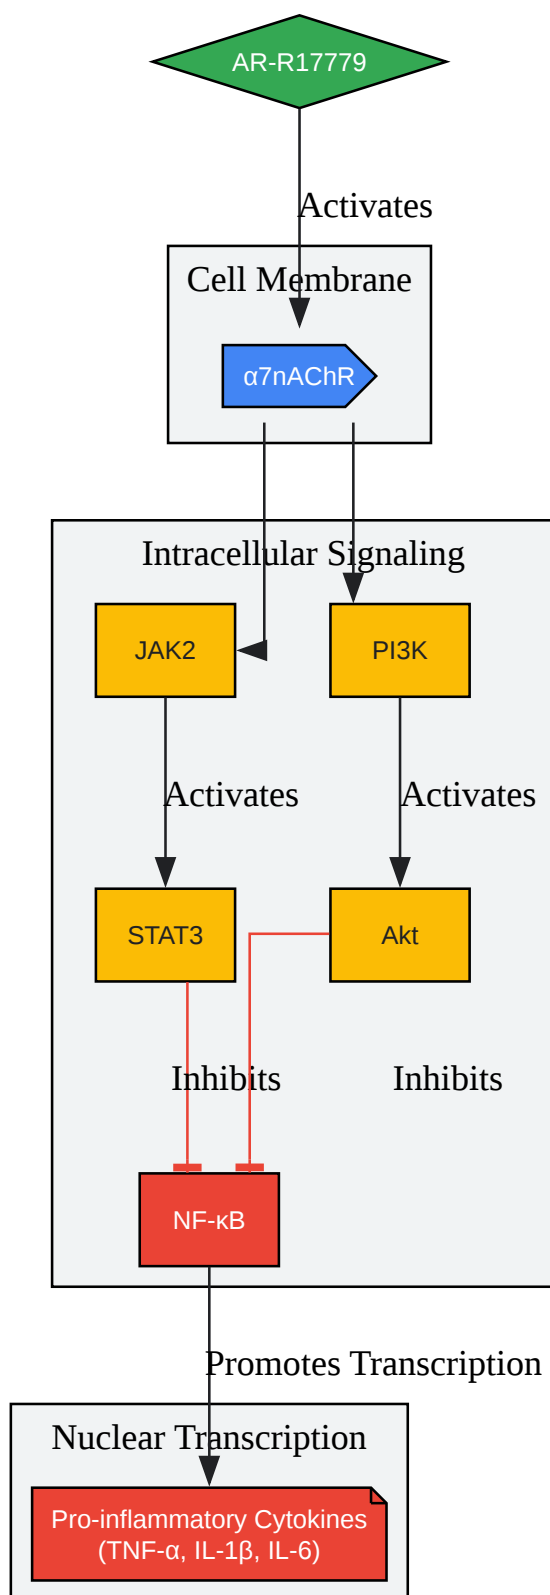 AR-R17779
Activates
Cell Membrane
α7nAChR
Intracellular Signaling
JAK2
PI3K
Activates
Activates
STAT3
Akt
Inhibits
Inhibits
NF-κB
Promotes Transcription
Nuclear Transcription
Pro-inflammatory Cytokines
(TNF-α, IL-1β, IL-6)